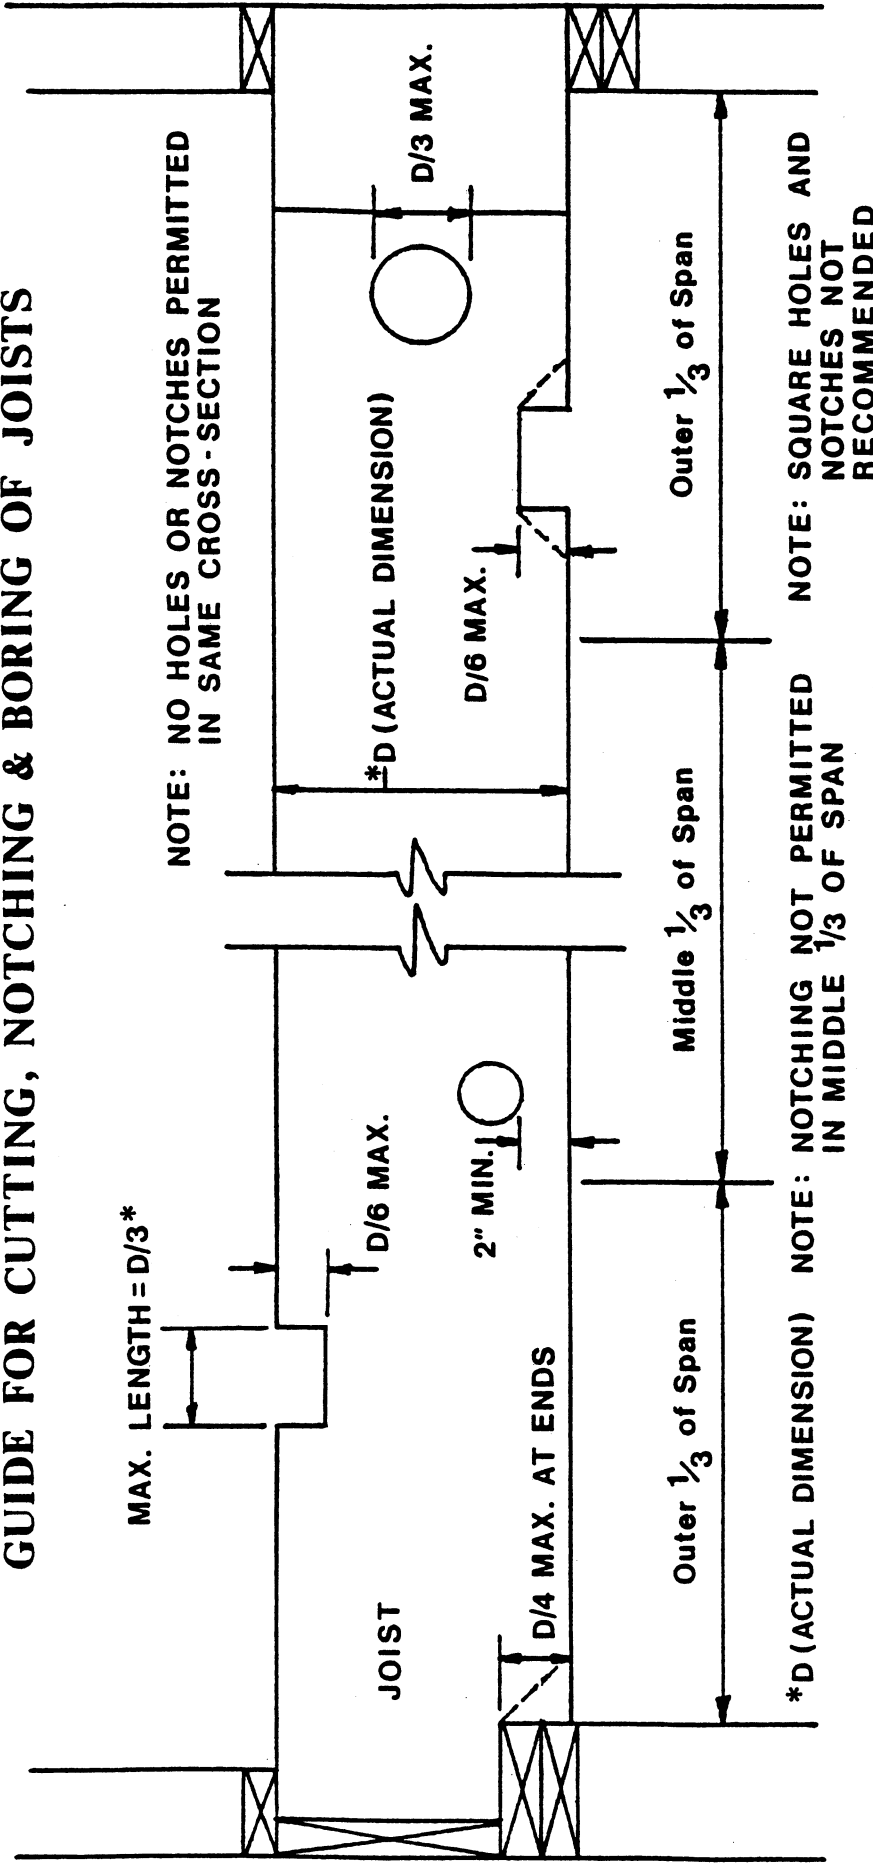 GUIDE FOR CUTTING, NOTCHING & BORING OF JOISTS
MAX. LENGTH = D/3*
NOTE: NO HOLES OR NOTCHES PERMITTED
IN SAME CROSS-SECTION
D/6 MAX.
*D (ACTUAL DIMENSION)
D/3 MAX.
JOIST
2" MIN.
D/6 MAX.
D/4 MAX. AT ENDS
Outer 1/3 of Span
Middle 1/3 of Span
Outer 1/3 of Span
*D (ACTUAL DIMENSION)
NOTE: NOTCHING NOT PERMITTED
IN MIDDLE 1/3 OF SPAN
NOTE: SQUARE HOLES AND
NOTCHES NOT
RECOMMENDED